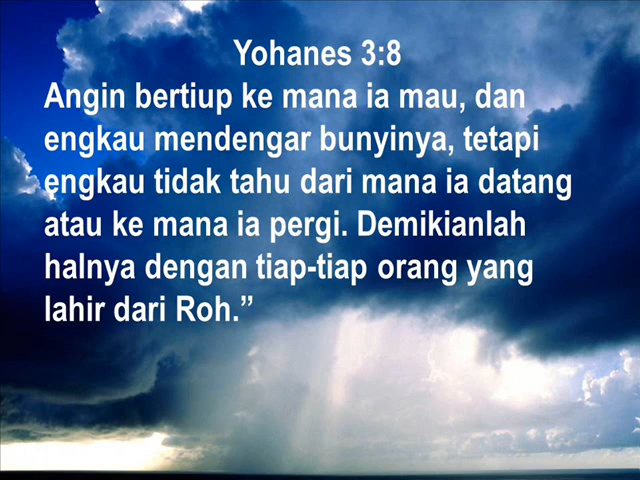 Yohanes 3:8
Angin bertiup ke mana ia mau, dan
engkau mendengar bunyinya, tetapi
engkau tidak tahu dari mana ia datang
atau ke mana ia pergi. Demikianlah
halnya dengan tiap-tiap orang yang
lahir dari Roh.”